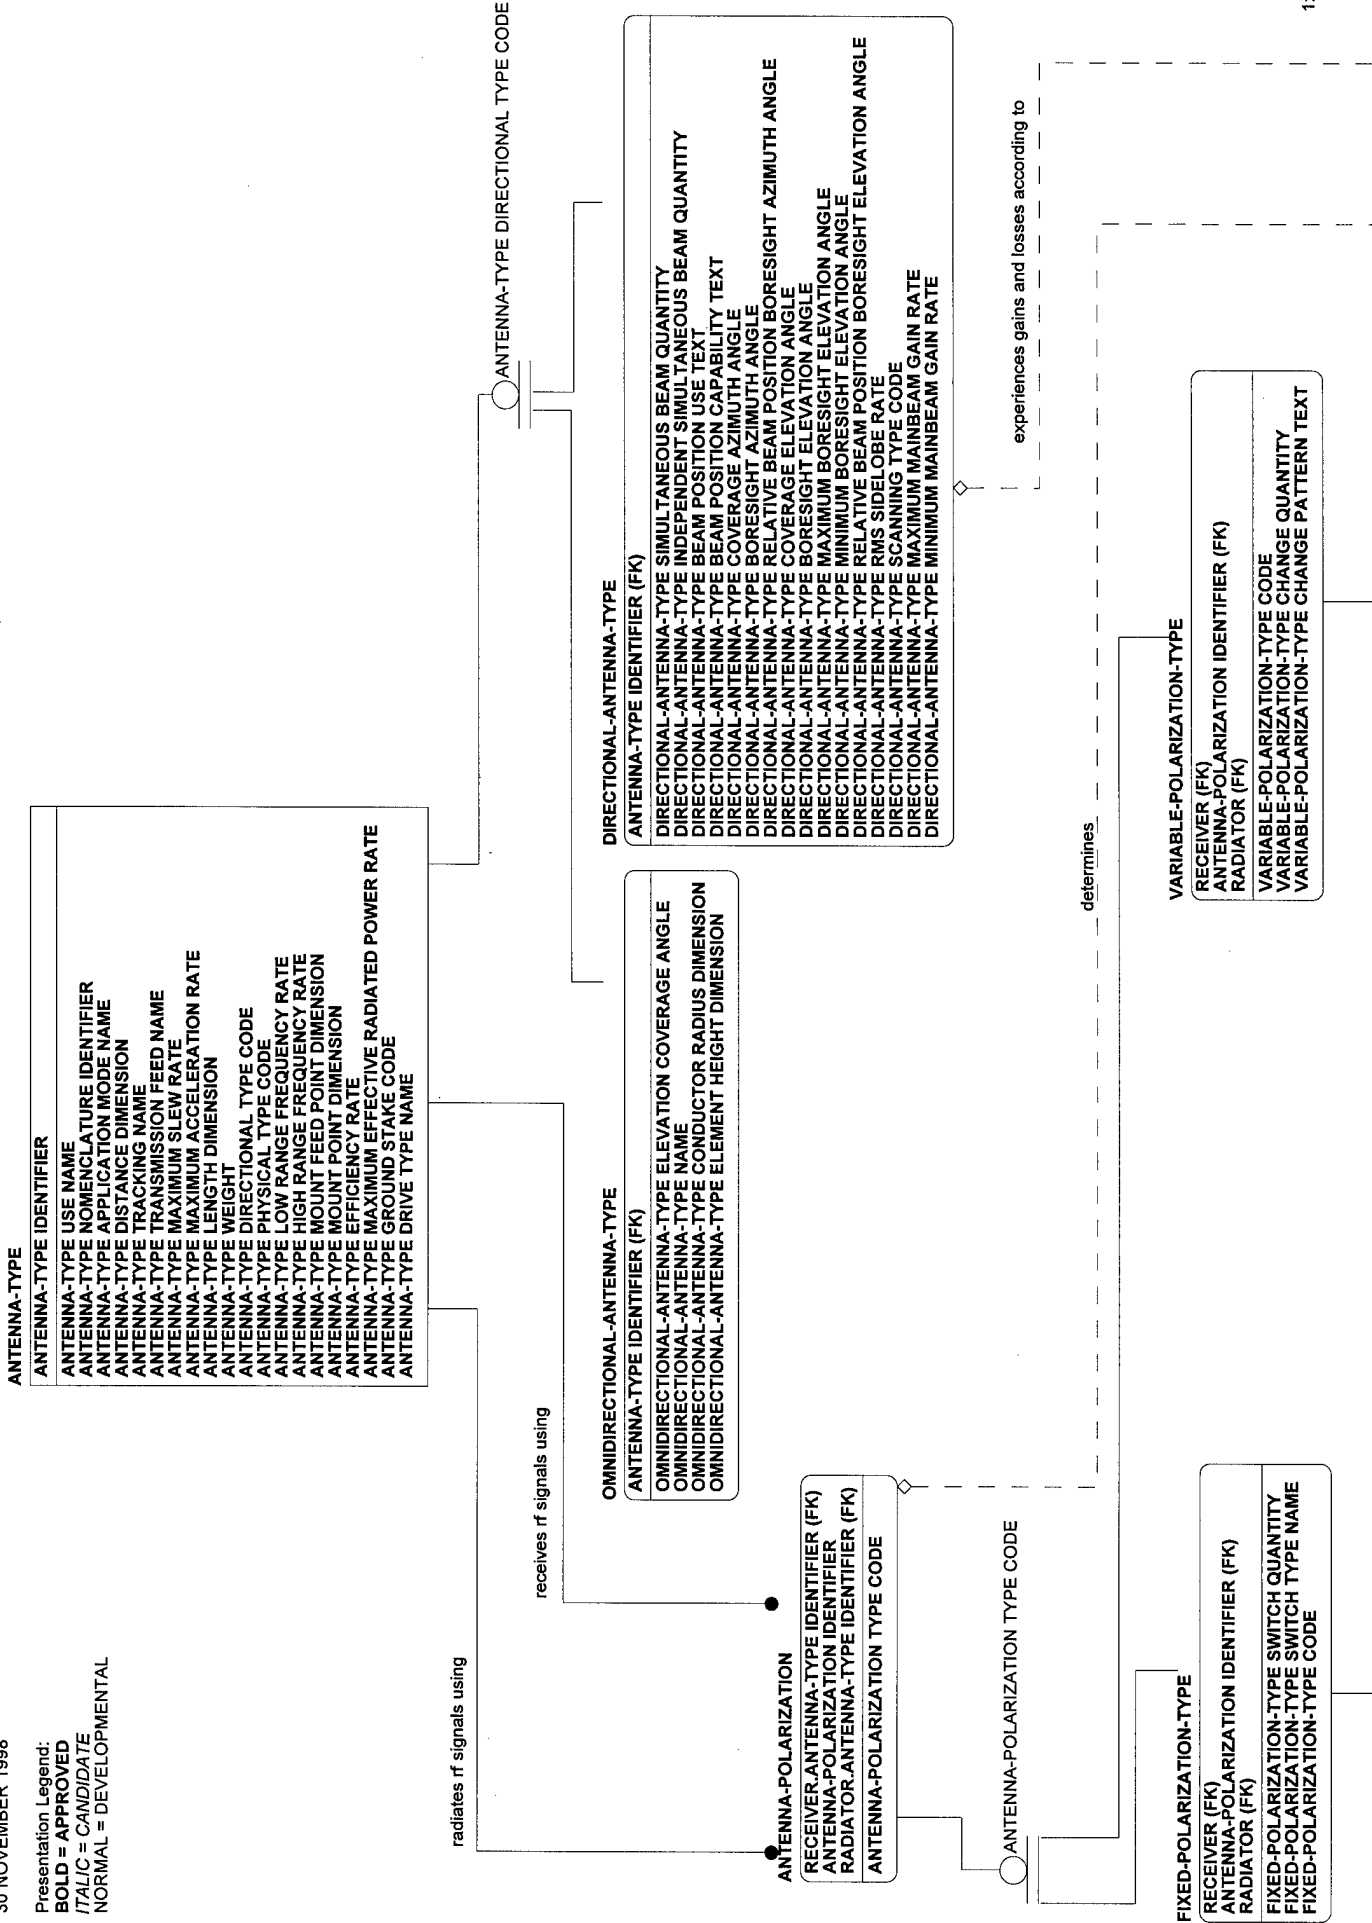 30 NOVEMBER 1998
Presentation Legend:
BOLD = APPROVED
ITALIC = CANDIDATE
NORMAL = DEVELOPMENTAL
ANTENNA-TYPE
ANTENNA-TYPE IDENTIFIER
ANTENNA-TYPE USE NAME
ANTENNA-TYPE NOMENCLATURE IDENTIFIER
ANTENNA-TYPE APPLICATION MODE NAME
ANTENNA-TYPE DISTANCE DIMENSION
ANTENNA-TYPE TRACKING NAME
ANTENNA-TYPE TRANSMISSION FEED NAME
ANTENNA-TYPE MAXIMUM SLEW RATE
ANTENNA-TYPE MAXIMUM ACCELERATION RATE
ANTENNA-TYPE LENGTH DIMENSION
ANTENNA-TYPE WEIGHT
ANTENNA-TYPE DIRECTIONAL TYPE CODE
ANTENNA-TYPE PHYSICAL TYPE CODE
ANTENNA-TYPE LOW RANGE FREQUENCY RATE
ANTENNA-TYPE HIGH RANGE FREQUENCY RATE
ANTENNA-TYPE MOUNT FEED POINT DIMENSION
ANTENNA-TYPE MOUNT POINT DIMENSION
ANTENNA-TYPE EFFICIENCY RATE
ANTENNA-TYPE MAXIMUM EFFECTIVE RADIATED POWER RATE
ANTENNA-TYPE GROUND STAKE CODE
ANTENNA-TYPE DRIVE TYPE NAME
radiates rf signals using
receives rf signals using
ANTENNA-TYPE DIRECTIONAL TYPE CODE
OMNIDIRECTIONAL-ANTENNA-TYPE
ANTENNA-TYPE IDENTIFIER (FK)
OMNIDIRECTIONAL-ANTENNA-TYPE ELEVATION COVERAGE ANGLE
OMNIDIRECTIONAL-ANTENNA-TYPE NAME
OMNIDIRECTIONAL-ANTENNA-TYPE CONDUCTOR RADIUS DIMENSION
OMNIDIRECTIONAL-ANTENNA-TYPE ELEMENT HEIGHT DIMENSION
DIRECTIONAL-ANTENNA-TYPE
ANTENNA-TYPE IDENTIFIER (FK)
DIRECTIONAL-ANTENNA-TYPE SIMULTANEOUS BEAM QUANTITY
DIRECTIONAL-ANTENNA-TYPE INDEPENDENT SIMULTANEOUS BEAM QUANTITY
DIRECTIONAL-ANTENNA-TYPE BEAM POSITION USE TEXT
DIRECTIONAL-ANTENNA-TYPE BEAM POSITION CAPABILITY TEXT
DIRECTIONAL-ANTENNA-TYPE COVERAGE AZIMUTH ANGLE
DIRECTIONAL-ANTENNA-TYPE BORESIGHT AZIMUTH ANGLE
DIRECTIONAL-ANTENNA-TYPE RELATIVE BEAM POSITION BORESIGHT AZIMUTH ANGLE
DIRECTIONAL-ANTENNA-TYPE COVERAGE ELEVATION ANGLE
DIRECTIONAL-ANTENNA-TYPE BORESIGHT ELEVATION ANGLE
DIRECTIONAL-ANTENNA-TYPE MAXIMUM BORESIGHT ELEVATION ANGLE
DIRECTIONAL-ANTENNA-TYPE MINIMUM BORESIGHT ELEVATION ANGLE
DIRECTIONAL-ANTENNA-TYPE RELATIVE BEAM POSITION BORESIGHT ELEVATION ANGLE
DIRECTIONAL-ANTENNA-TYPE RMS SIDELOBE RATE
DIRECTIONAL-ANTENNA-TYPE SCANNING TYPE CODE
DIRECTIONAL-ANTENNA-TYPE MAXIMUM MAINBEAM GAIN RATE
DIRECTIONAL-ANTENNA-TYPE MINIMUM MAINBEAM GAIN RATE
ANTENNA-POLARIZATION
RECEIVER.ANTENNA-TYPE IDENTIFIER (FK)
ANTENNA-POLARIZATION IDENTIFIER
RADIATOR.ANTENNA-TYPE IDENTIFIER (FK)
ANTENNA-POLARIZATION TYPE CODE
ANTENNA-POLARIZATION TYPE CODE
determines
experiences gains and losses according to
FIXED-POLARIZATION-TYPE
RECEIVER (FK)
ANTENNA-POLARIZATION IDENTIFIER (FK)
RADIATOR (FK)
FIXED-POLARIZATION-TYPE SWITCH QUANTITY
FIXED-POLARIZATION-TYPE SWITCH TYPE NAME
FIXED-POLARIZATION-TYPE CODE
VARIABLE-POLARIZATION-TYPE
RECEIVER (FK)
ANTENNA-POLARIZATION IDENTIFIER (FK)
RADIATOR (FK)
VARIABLE-POLARIZATION-TYPE CODE
VARIABLE-POLARIZATION-TYPE CHANGE QUANTITY
VARIABLE-POLARIZATION-TYPE CHANGE PATTERN TEXT